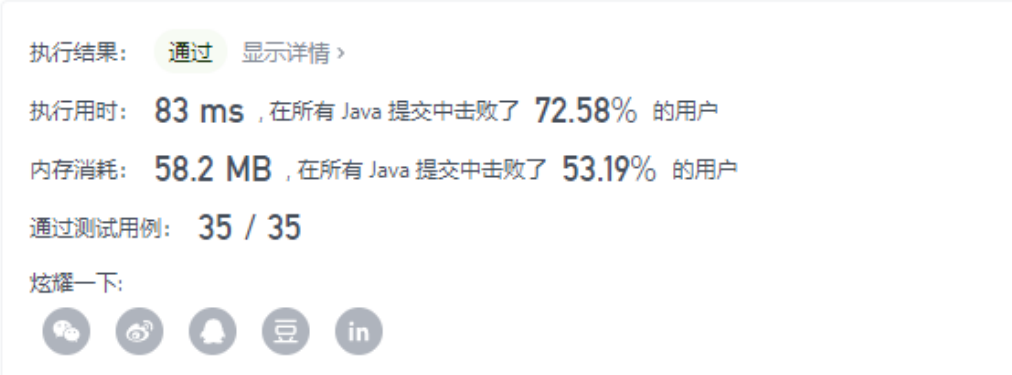 执行结果： 通过 显示详情 ›
执行用时： 83 ms , 在所有 Java 提交中击败了 72.58% 的用户
内存消耗： 58.2 MB , 在所有 Java 提交中击败了 53.19% 的用户
通过测试用例： 35 / 35
炫耀一下:
豆 in